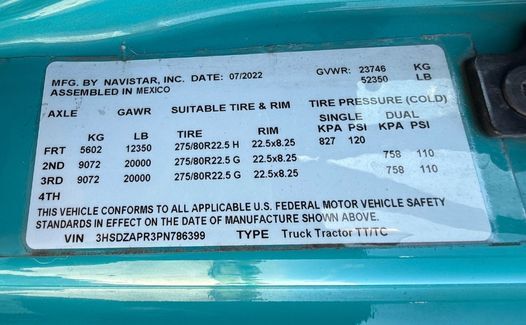 MFG. BY NAVISTAR, INC. DATE: 07/2022 GVWR: 23746 KG
ASSEMBLED IN MEXICO 52350 LB
AXLE GAWR SUITABLE TIRE & RIM TIRE PRESSURE (COLD)
SINGLE DUAL
KG LB TIRE RIM KPA PSI KPA PSI
FRT 5602 12350 275/80R22.5 H 22.5x8.25 827 120
2ND 9072 20000 275/80R22.5 G 22.5x8.25 758 110
3RD 9072 20000 275/80R22.5 G 22.5x8.25 758 110
4TH
THIS VEHICLE CONFORMS TO ALL APPLICABLE U.S. FEDERAL MOTOR VEHICLE SAFETY
STANDARDS IN EFFECT ON THE DATE OF MANUFACTURE SHOWN ABOVE.
VIN 3HSDZAPR3PN786399 TYPE Truck Tractor TT/TC